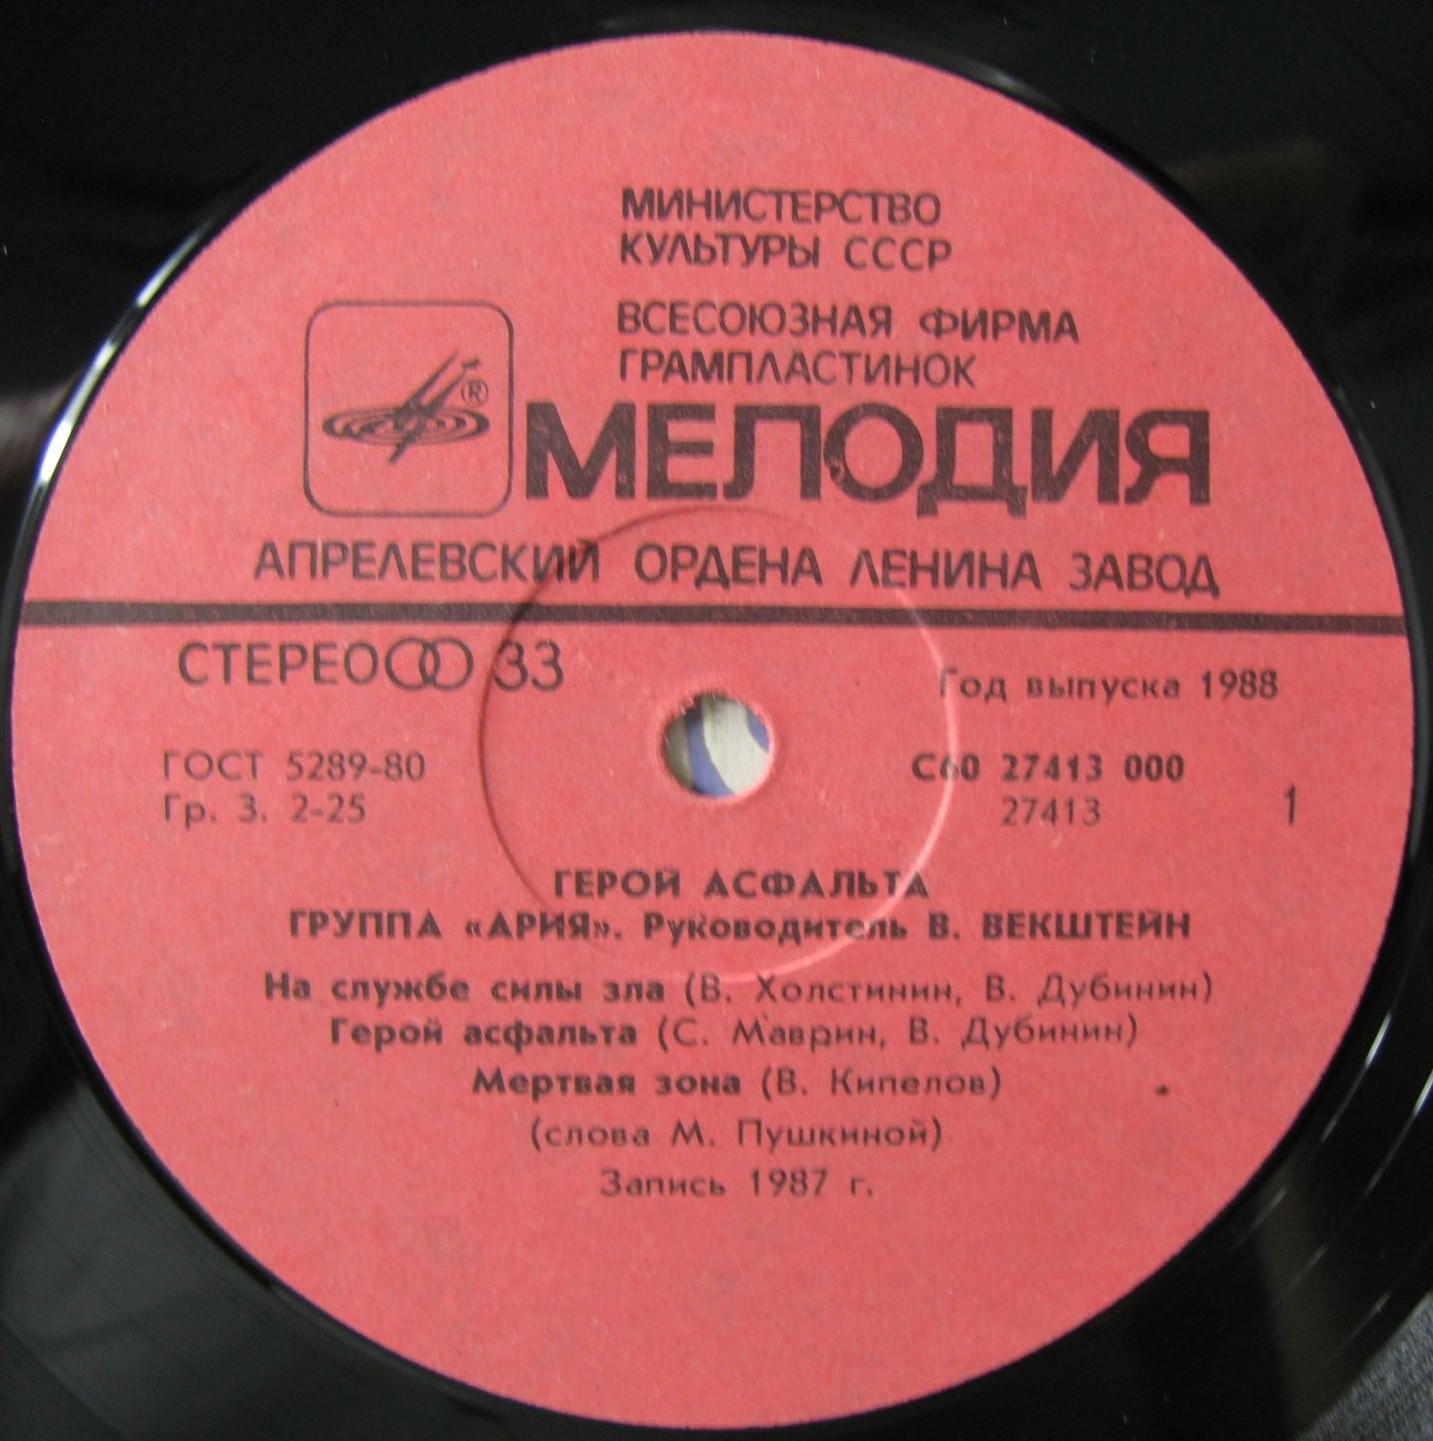 МИНИСТЕРСТВО
КУЛЬТУРЫ СССР
ВСЕСОЮЗНАЯ ФИРМА
ГРАМПЛАСТИНОК
®
МЕЛОДИЯ
АПРЕЛЕВСКИЙ ОРДЕНА ЛЕНИНА ЗАВОД
СТЕРЕО 33
Год выпуска 1988
ГОСТ 5289-80
Гр. 3. 2-25
С60 27413 000
27413
1
ГЕРОЙ АСФАЛЬТА
ГРУППА «АРИЯ». Руководитель В. ВЕКШТЕЙН
На службе силы зла (В. Холстинин, В. Дубинин)
Герой асфальта (С. Маврин, В. Дубинин)
Мертвая зона (В. Кипелов)
(слова М. Пушкиной)
Запись 1987 г.